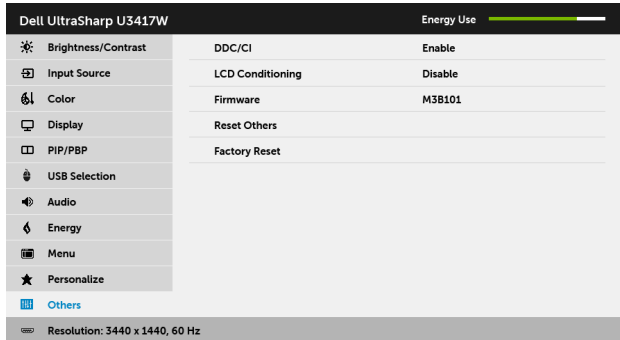 Dell UltraSharp U3417W Energy Use
Brightness/Contrast DDC/CI Enable
Input Source LCD Conditioning Disable
Color Firmware M3B101
Display Reset Others
PIP/PBP Factory Reset
USB Selection
Audio
Energy
Menu
Personalize
Others
Resolution: 3440 x 1440, 60 Hz